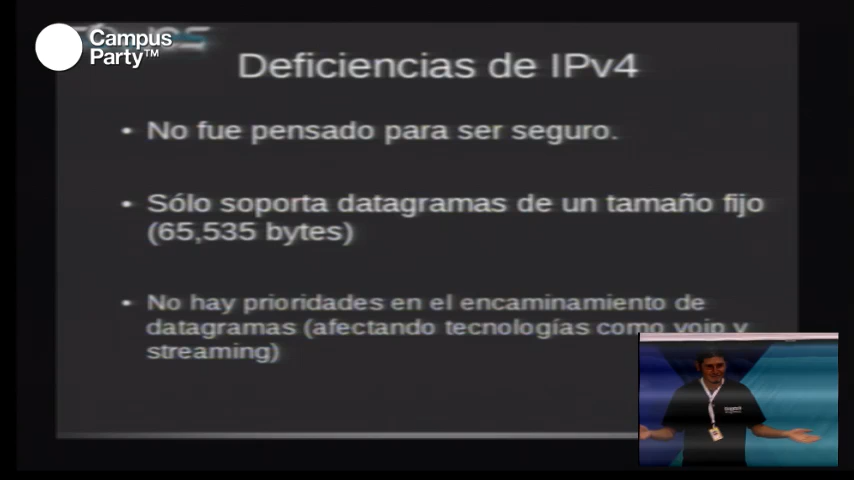 Campus
Party™
Deficiencias de IPv4
• No fue pensado para ser seguro.
• Sólo soporta datagramas de un tamaño fijo
(65,535 bytes)
• No hay prioridades en el encaminamiento de
datagramas (afectando tecnologías como voip y
streaming)